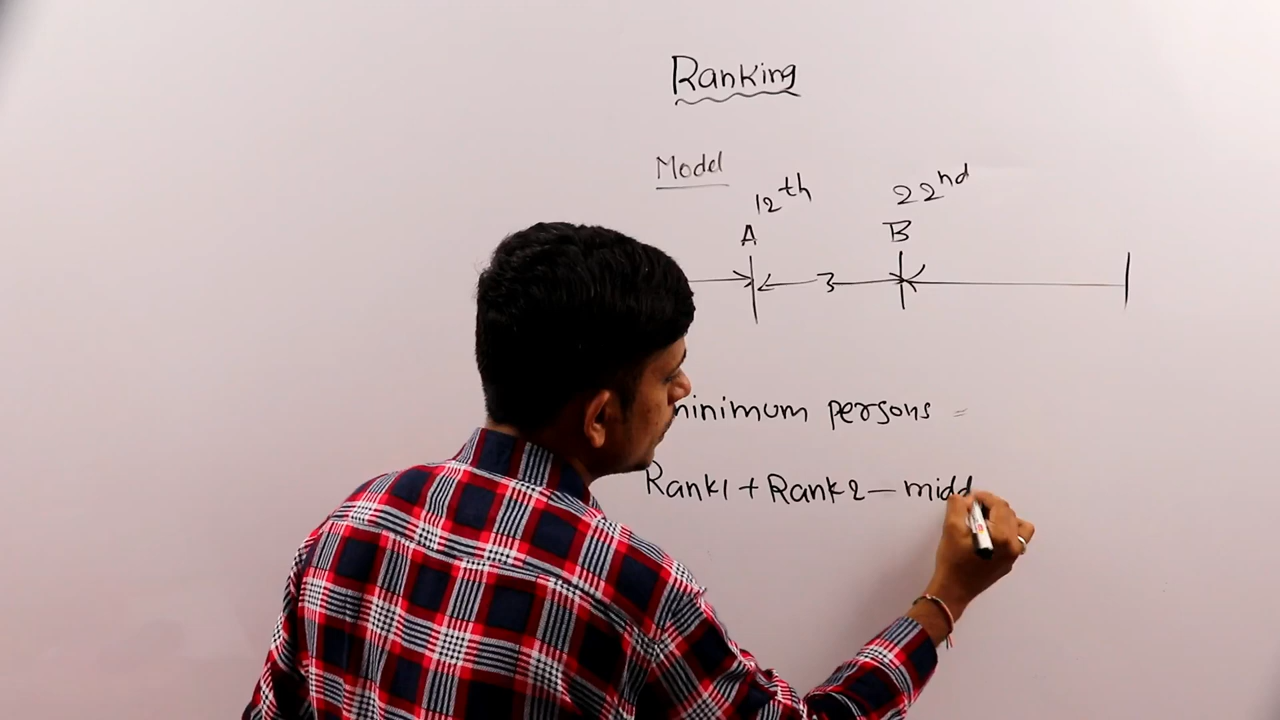 Ranking
Model
12th 22nd
A B
3
minimum persons =
Rank1 + Rank2 - midd